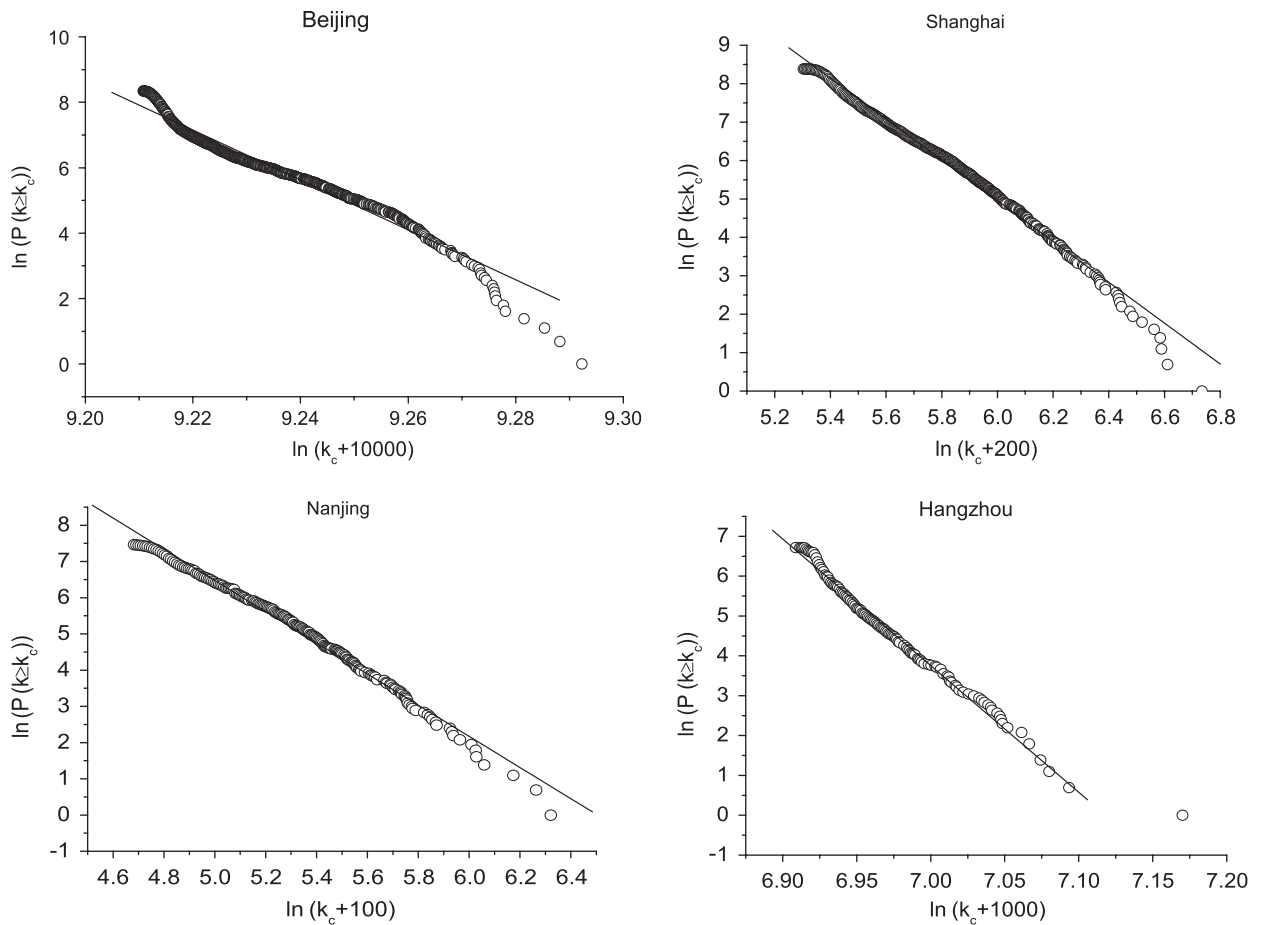 Beijing
10
8
6
4
2
0
9.20 9.22 9.24 9.26 9.28 9.30
ln (P (k≥k_c))
ln (k_c+10000)
Shanghai
9
8
7
6
5
4
3
2
1
0
5.2 5.4 5.6 5.8 6.0 6.2 6.4 6.6 6.8
ln (P (k≥k_c))
ln (k_c+200)
Nanjing
8
7
6
5
4
3
2
1
0
-1
4.6 4.8 5.0 5.2 5.4 5.6 5.8 6.0 6.2 6.4
ln (P (k≥k_c))
ln (k_c+100)
Hangzhou
7
6
5
4
3
2
1
0
-1
6.90 6.95 7.00 7.05 7.10 7.15 7.20
ln (P (k≥k_c))
ln (k_c+1000)